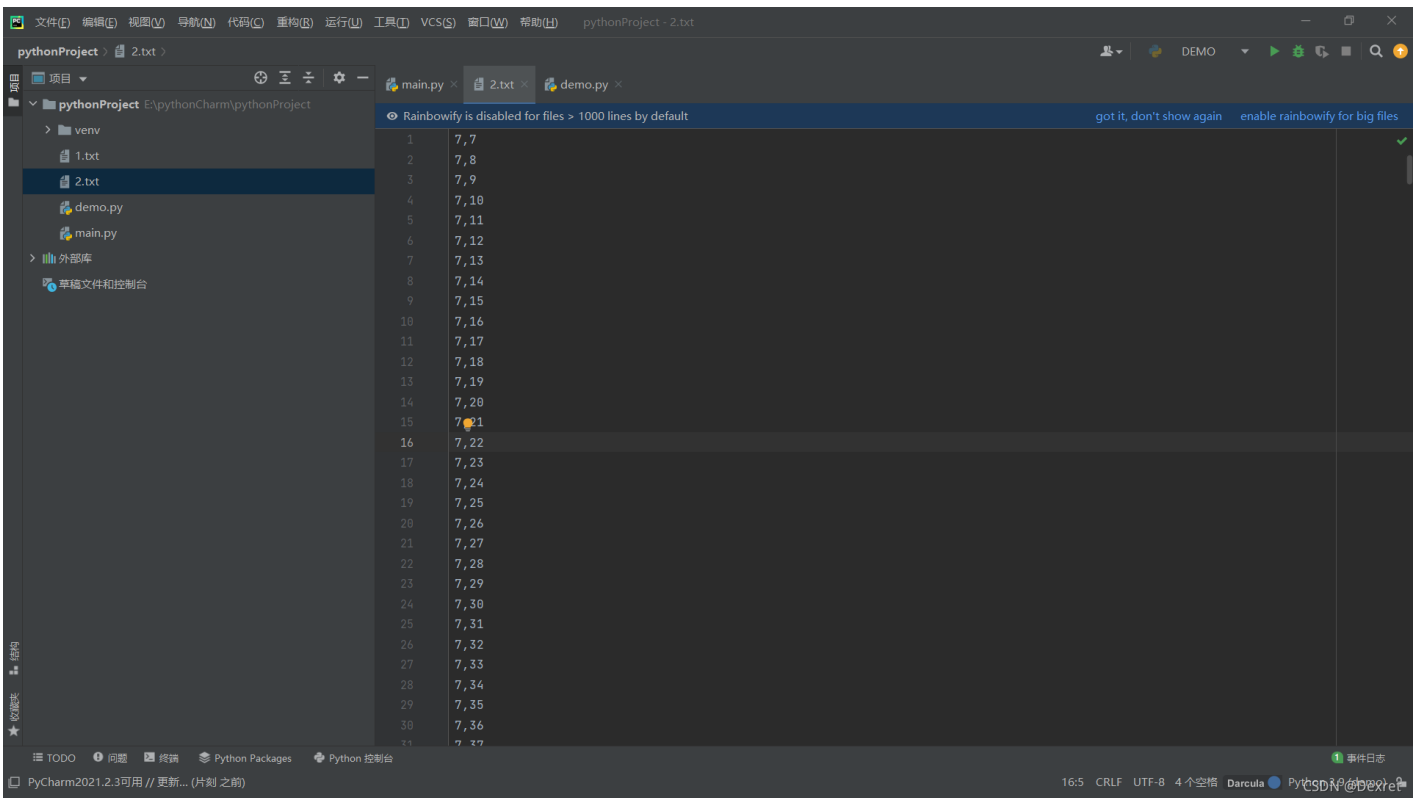 文件(F) 编辑(E) 视图(V) 导航(N) 代码(C) 重构(R) 运行(U) 工具(T) VCS(S) 窗口(W) 帮助(H) pythonProject - 2.txt
pythonProject 2.txt DEMO
项目
项目
main.py 2.txt demo.py
pythonProject E:\pythonCharm\pythonProject
Rainbowify is disabled for files > 1000 lines by default got it, don't show again enable rainbowify for big files
venv
1.txt
2.txt
demo.py
main.py
外部库
草稿文件和控制台
1 7,7
2 7,8
3 7,9
4 7,10
5 7,11
6 7,12
7 7,13
8 7,14
9 7,15
10 7,16
11 7,17
12 7,18
13 7,19
14 7,20
15 7,21
16 7,22
17 7,23
18 7,24
19 7,25
20 7,26
21 7,27
22 7,28
23 7,29
24 7,30
25 7,31
26 7,32
27 7,33
28 7,34
29 7,35
30 7,36
31 7,37
结构
收藏夹
TODO 问题 终端 Python Packages Python 控制台 1 事件日志
PyCharm2021.2.3可用 // 更新... (片刻 之前) 16:5 CRLF UTF-8 4 个空格 Darcula Python 3.9 (demo)
CSDN @Dexret